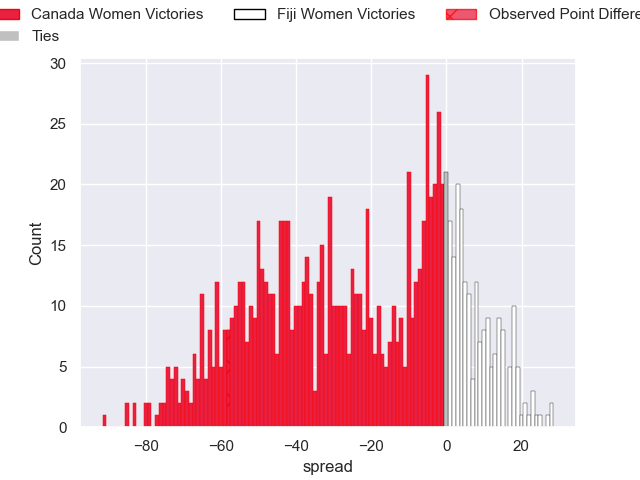 Canada Women Victories
Fiji Women Victories
Observed Point Differe
Ties
30
25
20
15
10
5
0
Count
−80
−60
−40
−20
0
20
spread